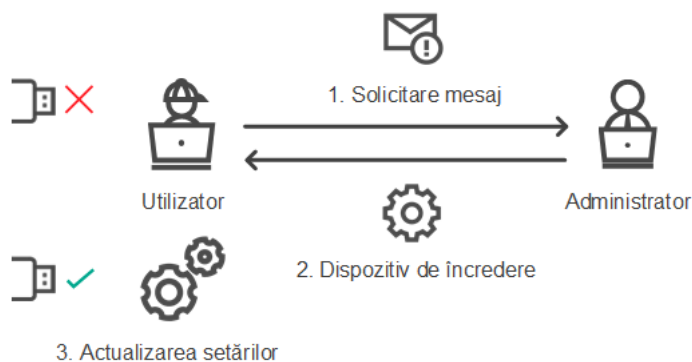 1. Solicitare mesaj
Utilizator
Administrator
2. Dispozitiv de încredere
3. Actualizarea setărilor